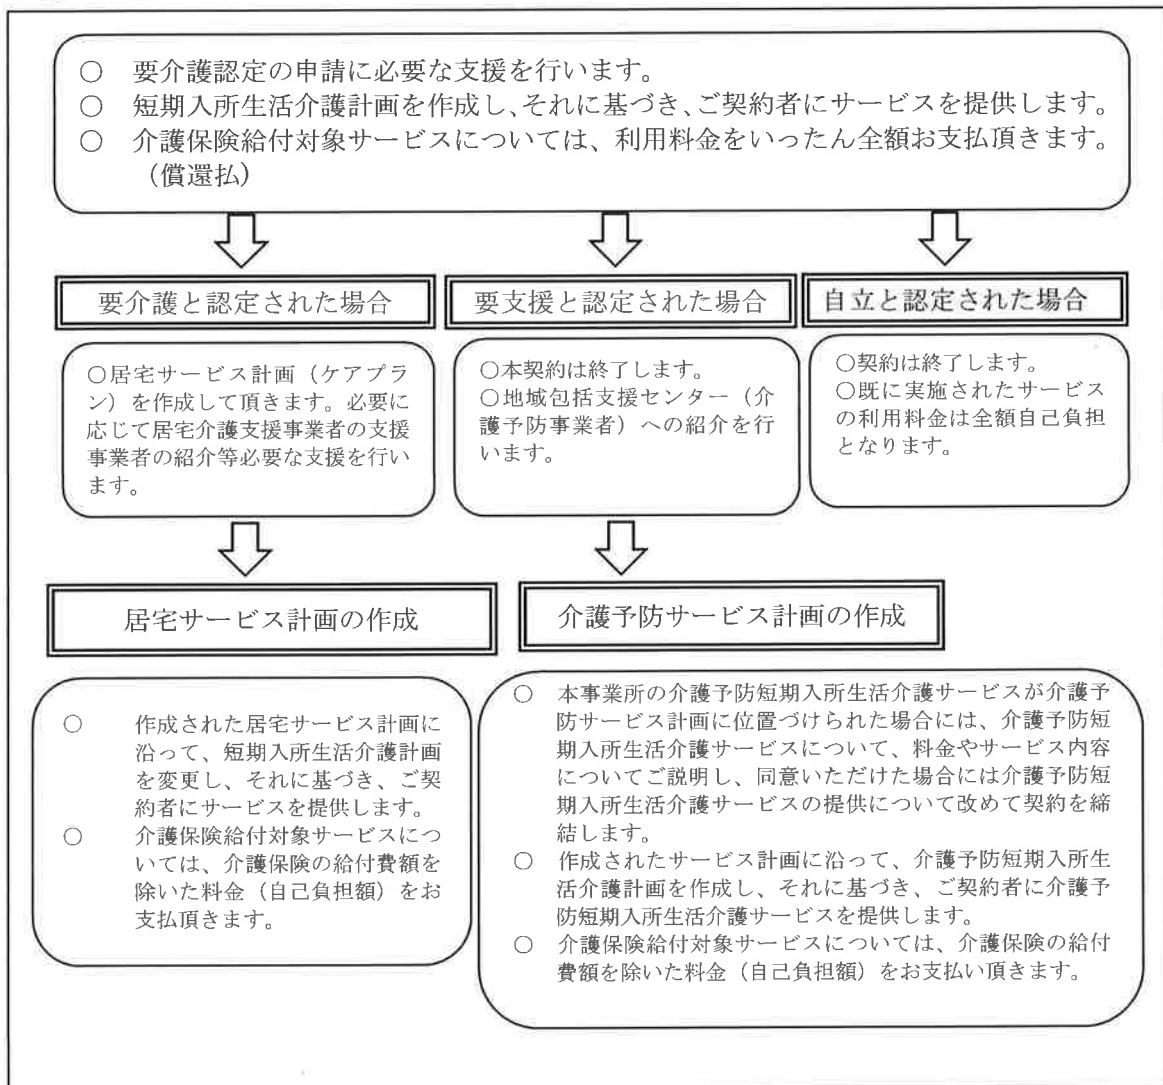 ○ 要介護認定の申請に必要な支援を行います。
○ 短期入所生活介護計画を作成し、それに基づき、ご契約者にサービスを提供します。
○ 介護保険給付対象サービスについては、利用料金をいったん全額お支払頂きます。
（償還払）
要介護と認定された場合
要支援と認定された場合
自立と認定された場合
○居宅サービス計画（ケアプラ
ン）を作成して頂きます。必要に
応じて居宅介護支援事業者の支援
事業者の紹介等必要な支援を行い
ます。
○本契約は終了します。
○地域包括支援センター（介
護予防事業者）への紹介を行
います。
○契約は終了します。
○既に実施されたサービス
の利用料金は全額自己負担
となります。
居宅サービス計画の作成
介護予防サービス計画の作成
○ 作成された居宅サービス計画に
沿って、短期入所生活介護計画
を変更し、それに基づき、ご契
約者にサービスを提供します。
○ 介護保険給付対象サービスにつ
いては、介護保険の給付費額を
除いた料金（自己負担額）をお
支払頂きます。
○ 本事業所の介護予防短期入所生活介護サービスが介護予
防サービス計画に位置づけられた場合には、介護予防短
期入所生活介護サービスについて、料金やサービス内容
についてご説明し、同意いただけた場合には介護予防短
期入所生活介護サービスの提供について改めて契約を締
結します。
○ 作成されたサービス計画に沿って、介護予防短期入所生
活介護計画を作成し、それに基づき、ご契約者に介護予
防短期入所生活介護サービスを提供します。
○ 介護保険給付対象サービスについては、介護保険の給付
費額を除いた料金（自己負担額）をお支払い頂きます。